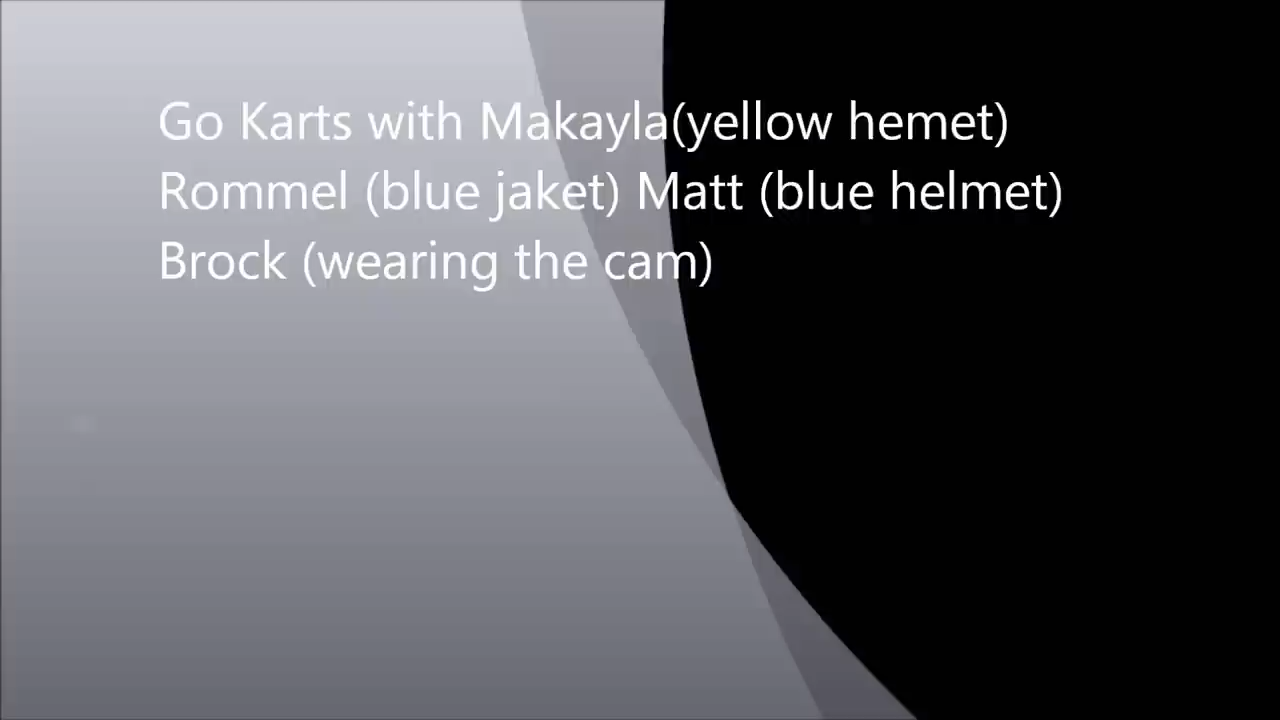 Go Karts with Makayla(yellow hemet)
Rommel (blue jaket) Matt (blue helmet)
Brock (wearing the cam)